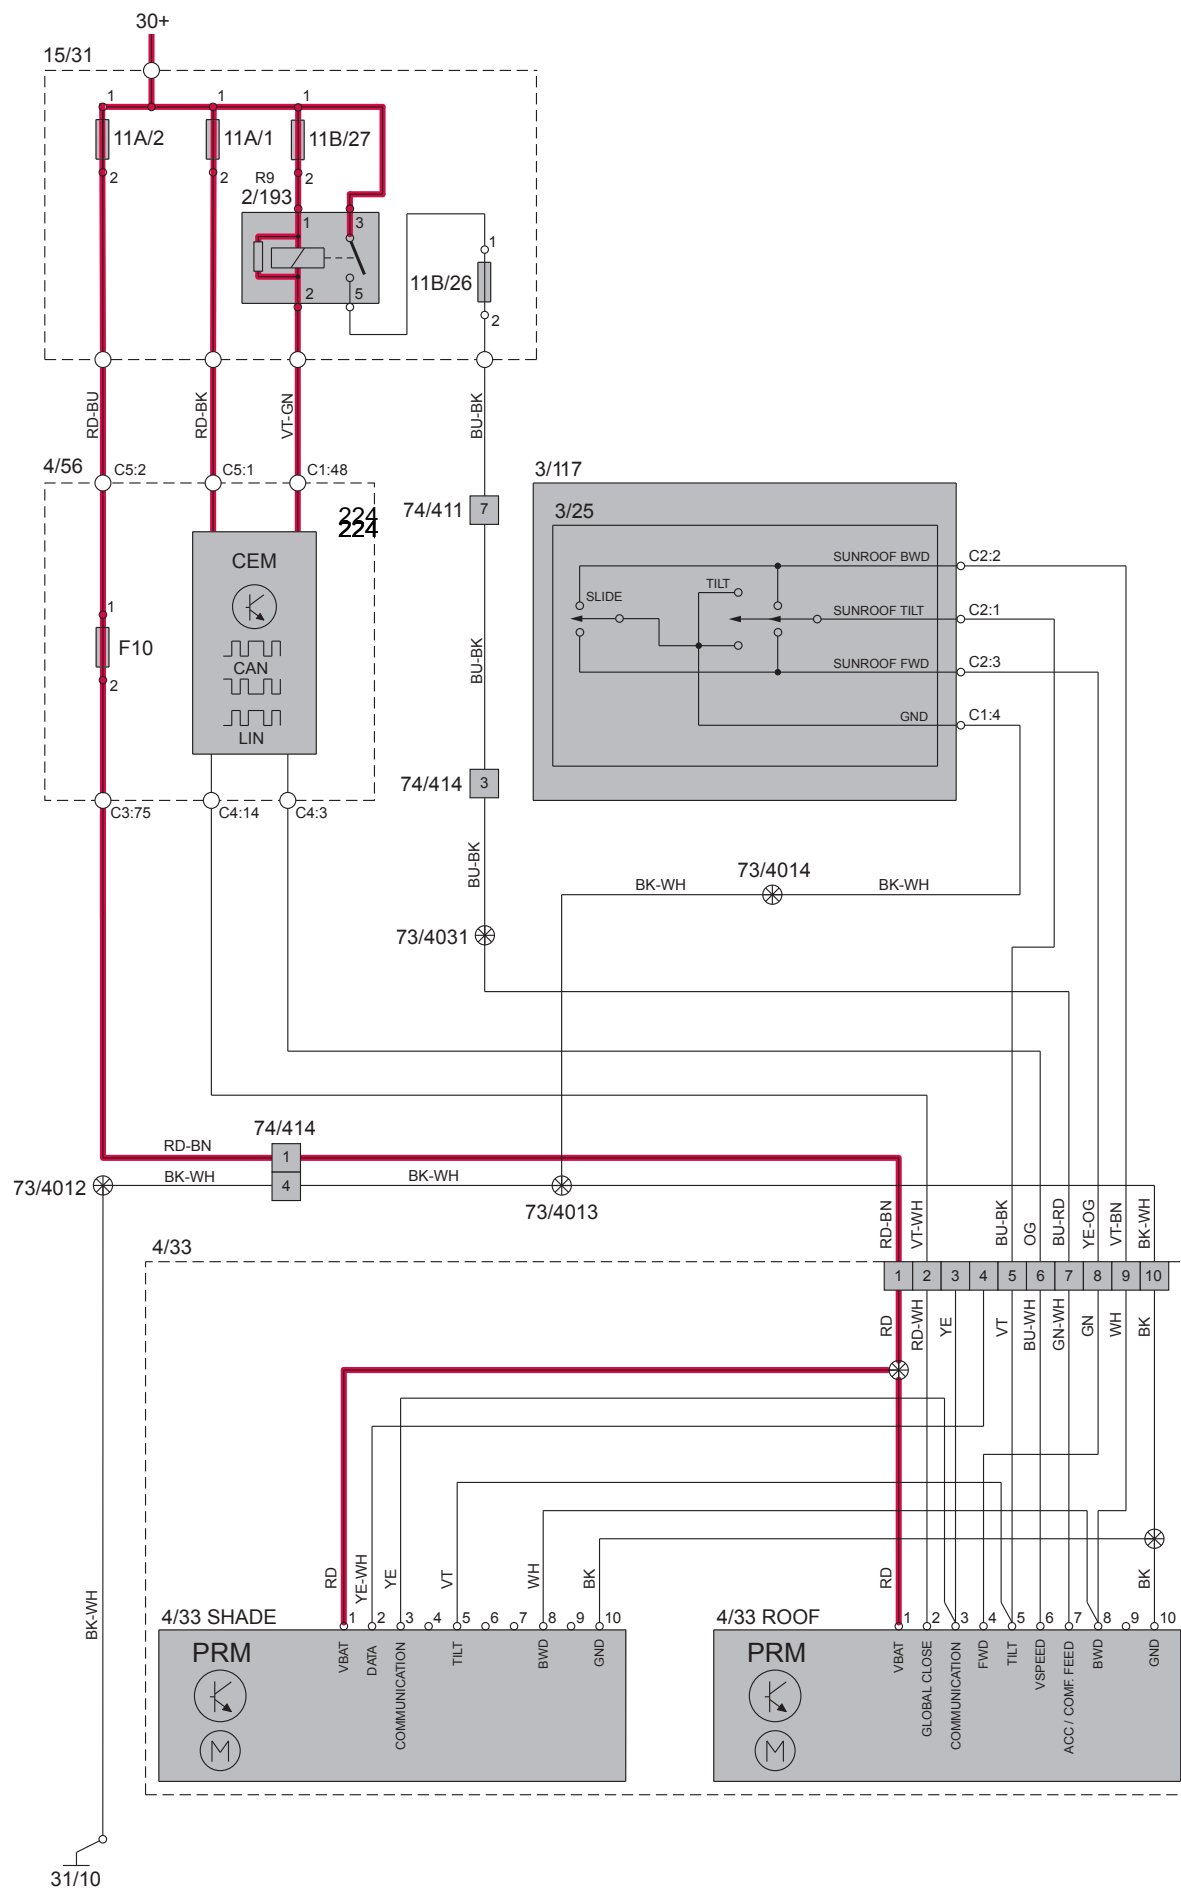 30+
15/31
1 1 1
11A/2 11A/1 11B/27
2 2 2
R9
2/193
1 3
1
11B/26
2 5
2
RD-BU RD-BK VT-GN BU-BK
4/56 C5:2 C5:1 C1:48
3/117
74/411 7
3/25
224
224
CEM
SUNROOF BWD C2:2
TILT
SLIDE
SUNROOF TILT C2:1
1
F10
2
CAN
LIN
BU-BK
SUNROOF FWD C2:3
GND C1:4
74/414 3
C3:75 C4:14 C4:3
BU-BK
73/4014
BK-WH BK-WH
73/4031
74/414
RD-BN 1
73/4012 BK-WH 4 BK-WH
73/4013
RD-BN VT-WH BU-BK OG BU-RD YE-OG VT-BN BK-WH
4/33
1 2 3 4 5 6 7 8 9 10
RD RD-WH YE VT BU-WH GN-WH GN WH BK
RD YE-WH YE VT WH BK RD BK
BK-WH
4/33 SHADE 1 2 3 4 5 6 7 8 9 10
PRM
VBAT DATA COMMUNICATION TILT BWD GND
M
4/33 ROOF 1 2 3 4 5 6 7 8 9 10
PRM
VBAT GLOBAL CLOSE COMMUNICATION FWD TILT VSPEED ACC / COMF. FEED BWD GND
M
31/10